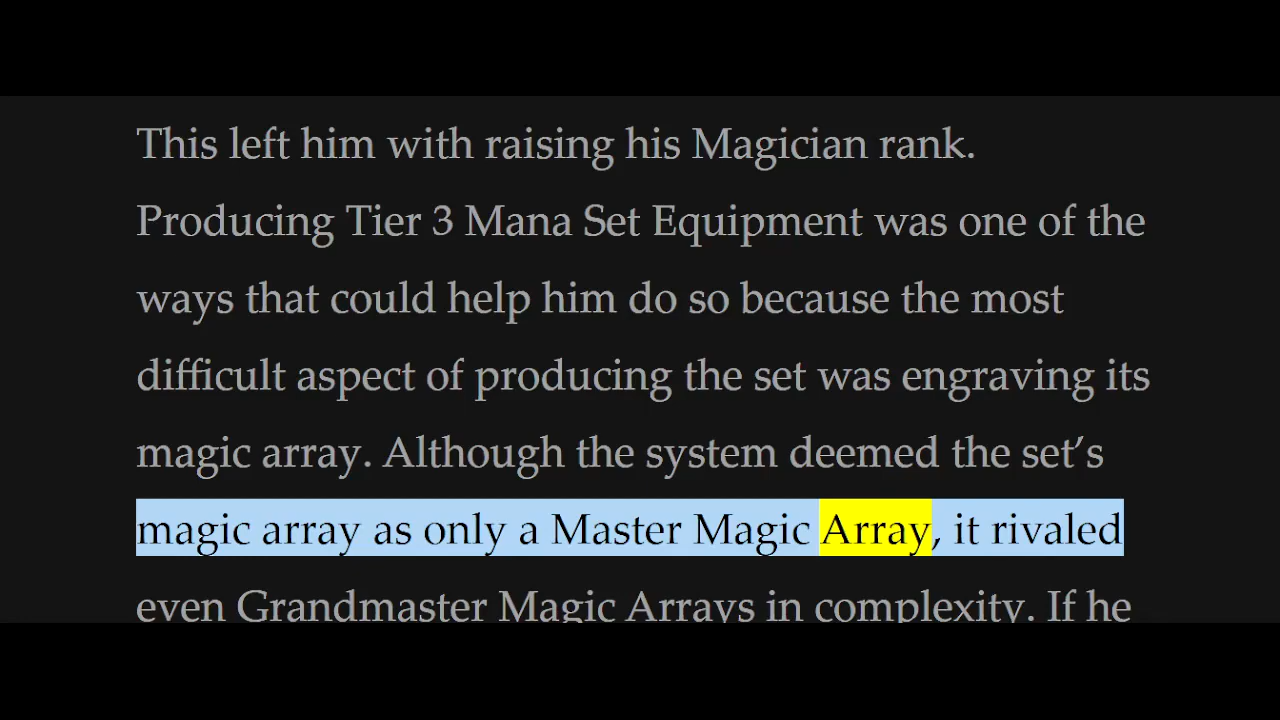 This left him with raising his Magician rank.
Producing Tier 3 Mana Set Equipment was one of the
ways that could help him do so because the most
difficult aspect of producing the set was engraving its
magic array. Although the system deemed the set’s
magic array as only a Master Magic Array, it rivaled
even Grandmaster Magic Arrays in complexity. If he